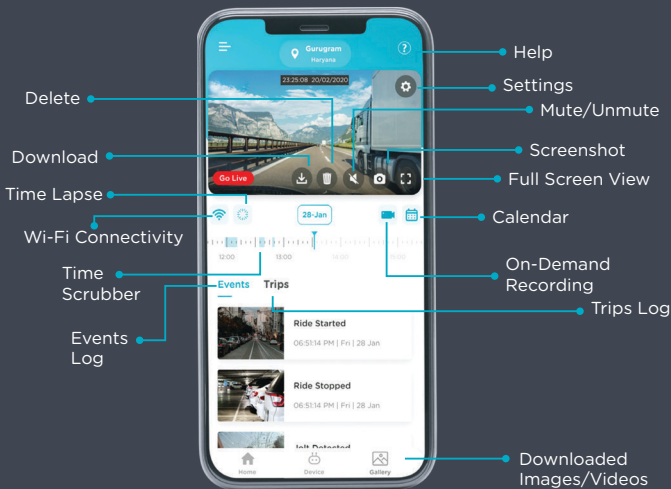 Gurugram
Haryana
?
Help
23:25:08 20/02/2020
Settings
Delete
Mute/Unmute
Download
Screenshot
Go Live
Full Screen View
Time Lapse
28-Jan
Calendar
Wi-Fi Connectivity
12:00
13:00
14:00
15:00
Time
Scrubber
On-Demand
Recording
Events
Trips
Trips Log
Events
Log
Ride Started
06:51:14 PM | Fri | 28 Jan
Ride Stopped
06:51:14 PM | Fri | 28 Jan
Jolt Detected
Home
Device
Gallery
Downloaded
Images/Videos